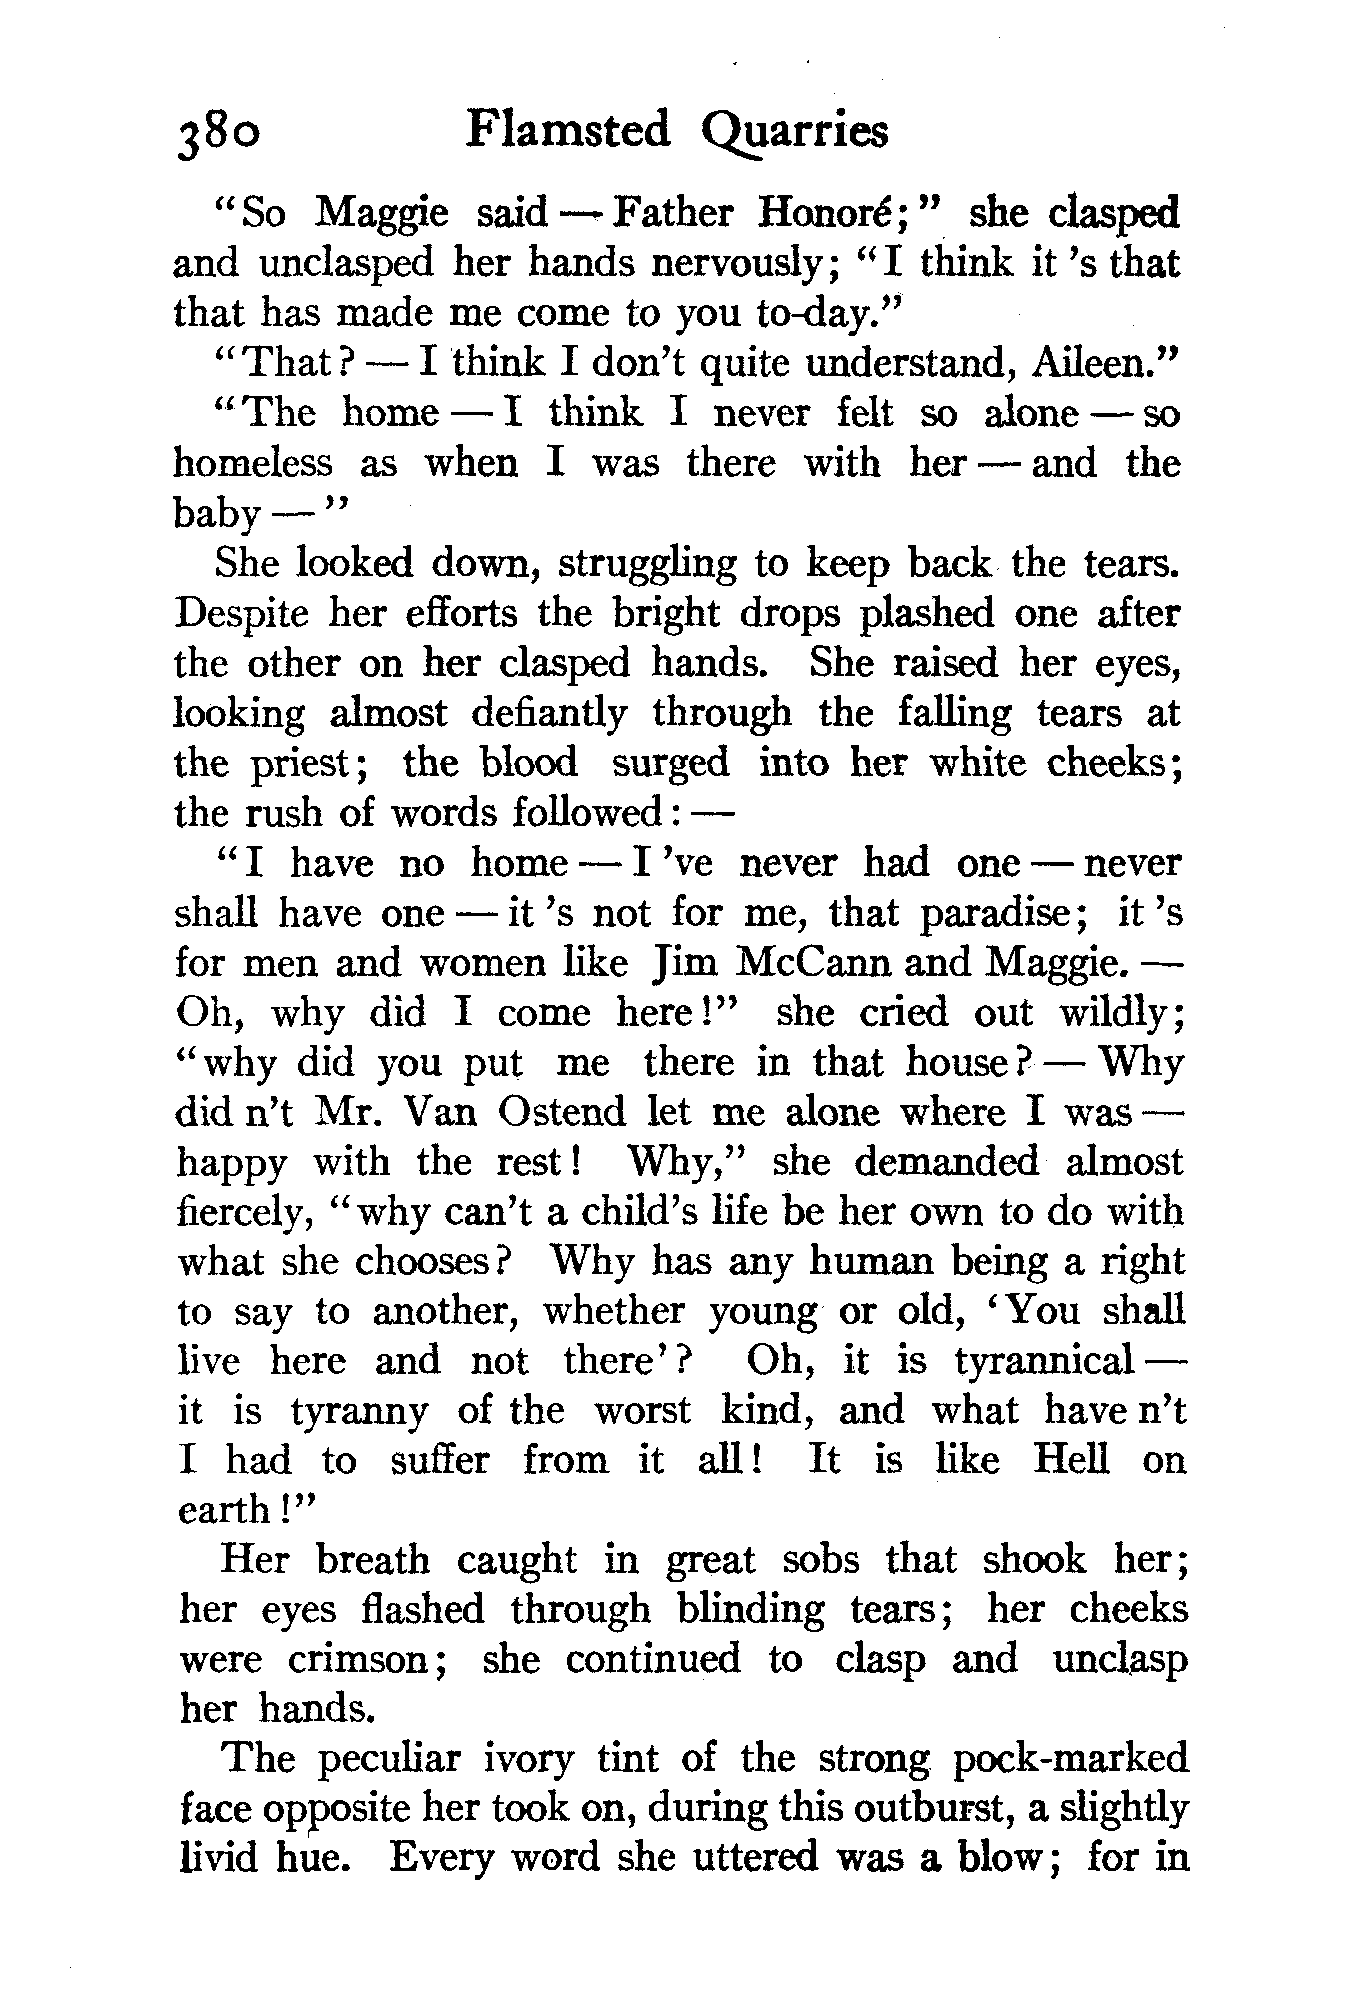 380 Flamsted Quarries
"So Maggie said — Father Honoré;" she clasped
and unclasped her hands nervously; "I think it 's that
that has made me come to you to-day."
"That? — I think I don't quite understand, Aileen."
"The home — I think I never felt so alone — so
homeless as when I was there with her — and the
baby — "
She looked down, struggling to keep back the tears.
Despite her efforts the bright drops plashed one after
the other on her clasped hands. She raised her eyes,
looking almost defiantly through the falling tears at
the priest; the blood surged into her white cheeks;
the rush of words followed: —
"I have no home — I 've never had one — never
shall have one — it 's not for me, that paradise; it 's
for men and women like Jim McCann and Maggie. —
Oh, why did I come here!" she cried out wildly;
"why did you put me there in that house? — Why
did n't Mr. Van Ostend let me alone where I was —
happy with the rest! Why," she demanded almost
fiercely, "why can't a child's life be her own to do with
what she chooses? Why has any human being a right
to say to another, whether young or old, 'You shall
live here and not there'? Oh, it is tyrannical —
it is tyranny of the worst kind, and what have n't
I had to suffer from it all! It is like Hell on
earth!"
Her breath caught in great sobs that shook her;
her eyes flashed through blinding tears; her cheeks
were crimson; she continued to clasp and unclasp
her hands.
The peculiar ivory tint of the strong pock-marked
face opposite her took on, during this outburst, a slightly
livid hue. Every word she uttered was a blow; for in